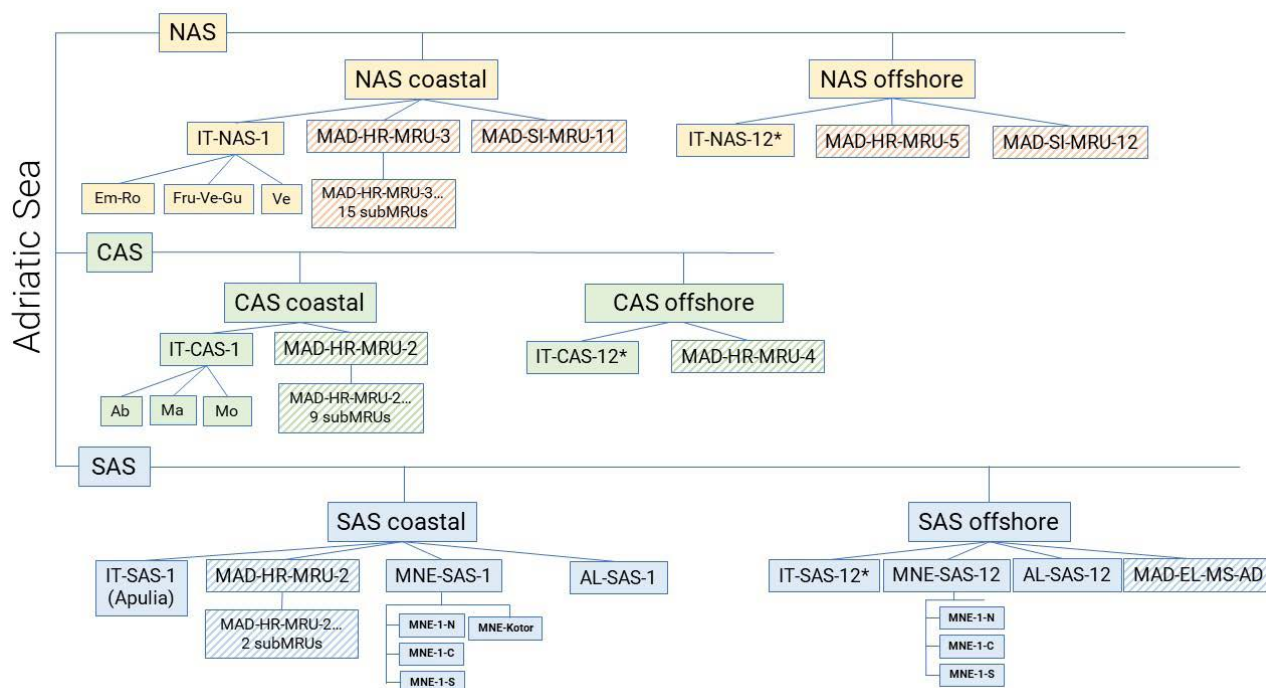 Adriatic Sea
NAS
NAS coastal
NAS offshore
IT-NAS-1
MAD-HR-MRU-3
MAD-SI-MRU-11
IT-NAS-12*
MAD-HR-MRU-5
MAD-SI-MRU-12
Em-Ro
Fru-Ve-Gu
Ve
MAD-HR-MRU-3...
15 subMRUs
CAS
CAS coastal
CAS offshore
IT-CAS-1
MAD-HR-MRU-2
IT-CAS-12*
MAD-HR-MRU-4
Ab
Ma
Mo
MAD-HR-MRU-2...
9 subMRUs
SAS
SAS coastal
SAS offshore
IT-SAS-1
(Apulia)
MAD-HR-MRU-2
MNE-SAS-1
AL-SAS-1
IT-SAS-12*
MNE-SAS-12
AL-SAS-12
MAD-EL-MS-AD
MAD-HR-MRU-2...
2 subMRUs
MNE-1-N
MNE-Kotor
MNE-1-C
MNE-1-S
MNE-1-N
MNE-1-C
MNE-1-S